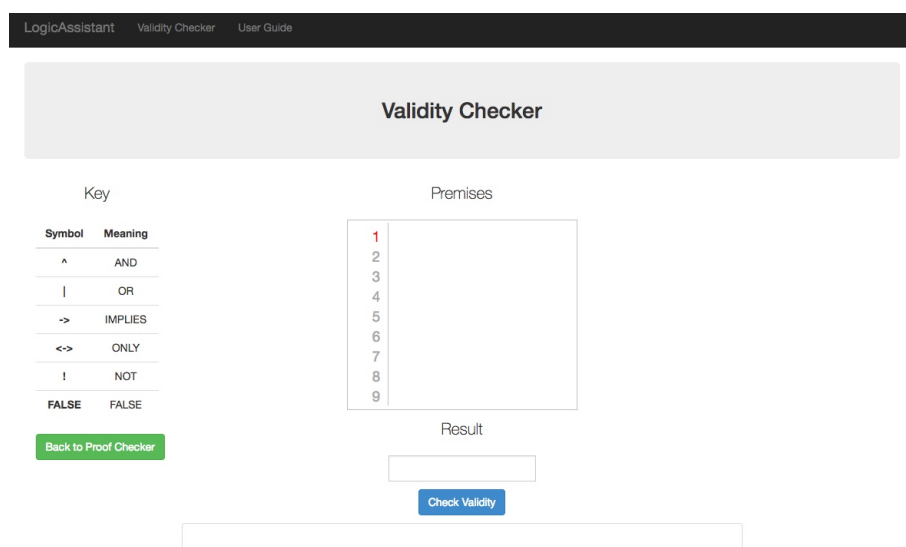 LogicAssistant Validity Checker User Guide
Validity Checker
Key
Symbol Meaning
^ AND
| OR
-> IMPLIES
<-> ONLY
! NOT
FALSE FALSE
Back to Proof Checker
Premises
1
2
3
4
5
6
7
8
9
Result
Check Validity